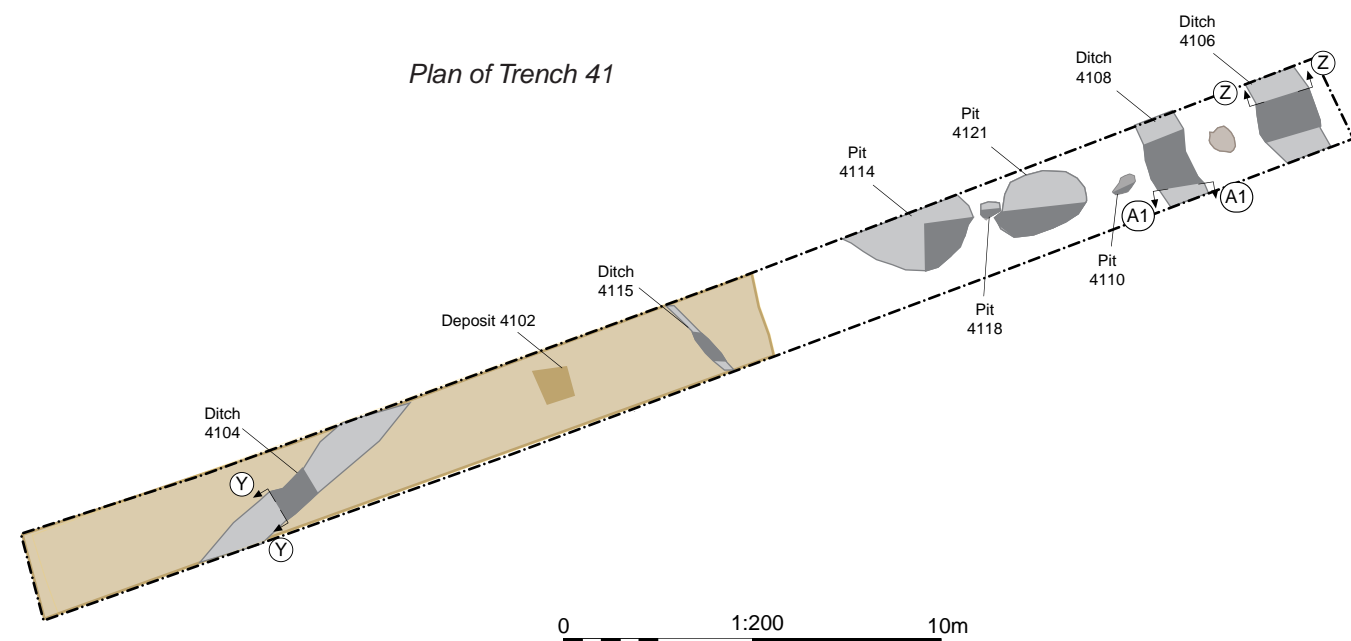 Plan of Trench 41
Ditch
4106
Z
Z
Ditch
4108
Pit
4121
Pit
4114
A1
A1
Pit
4110
Pit
4118
Ditch
4115
Deposit 4102
Ditch
4104
Y
Y
0 1:200 10m